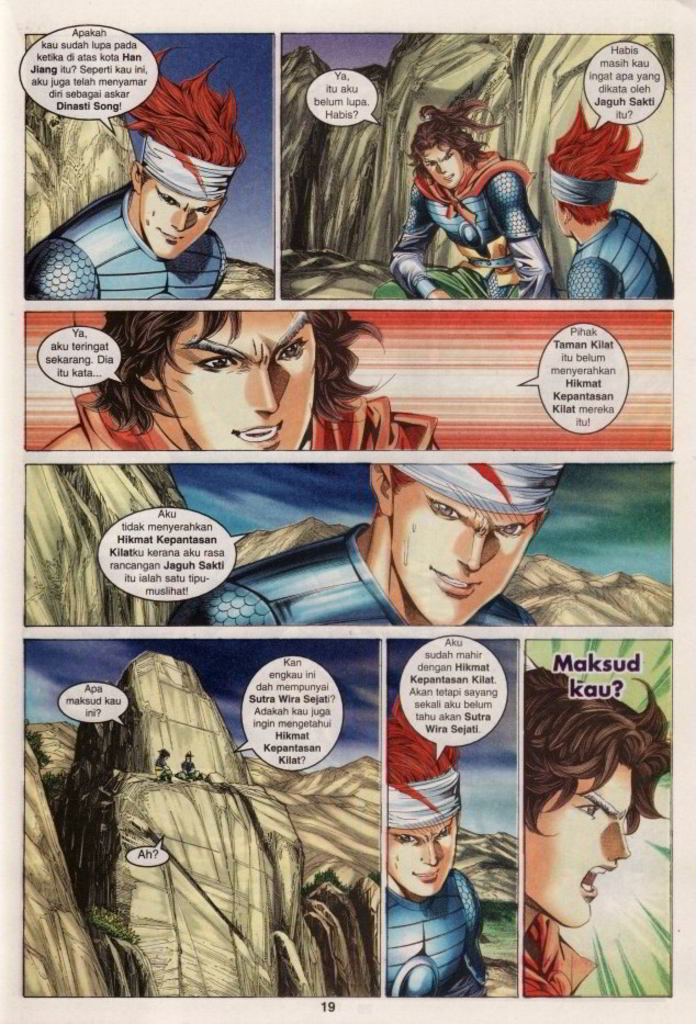 Apakah
kau sudah lupa pada
ketika di atas kota Han
Jiang itu? Seperti kau ini,
aku juga telah menyamar
diri sebagai askar
Dinasti Song!
Ya,
itu aku
belum lupa.
Habis?
Habis
masih kau
ingat apa yang
dikata oleh
Jaguh Sakti
itu?
Ya,
aku teringat
sekarang. Dia
itu kata...
Pihak
Taman Kilat
itu belum
menyerahkan
Hikmat
Kepantasan
Kilat mereka
itu!
Aku
tidak menyerahkan
Hikmat Kepantasan
Kilatku kerana aku rasa
rancangan Jaguh Sakti
itu ialah satu tipu-
muslihat!
Apa
maksud kau
ini?
Kan
engkau ini
dah mempunyai
Sutra Wira Sejati?
Adakah kau juga
ingin mengetahui
Hikmat
Kepantasan
Kilat?
Ah?
Aku
sudah mahir
dengan Hikmat
Kepantasan Kilat.
Akan tetapi sayang
sekali aku belum
tahu akan Sutra
Wira Sejati.
Maksud
kau?
19